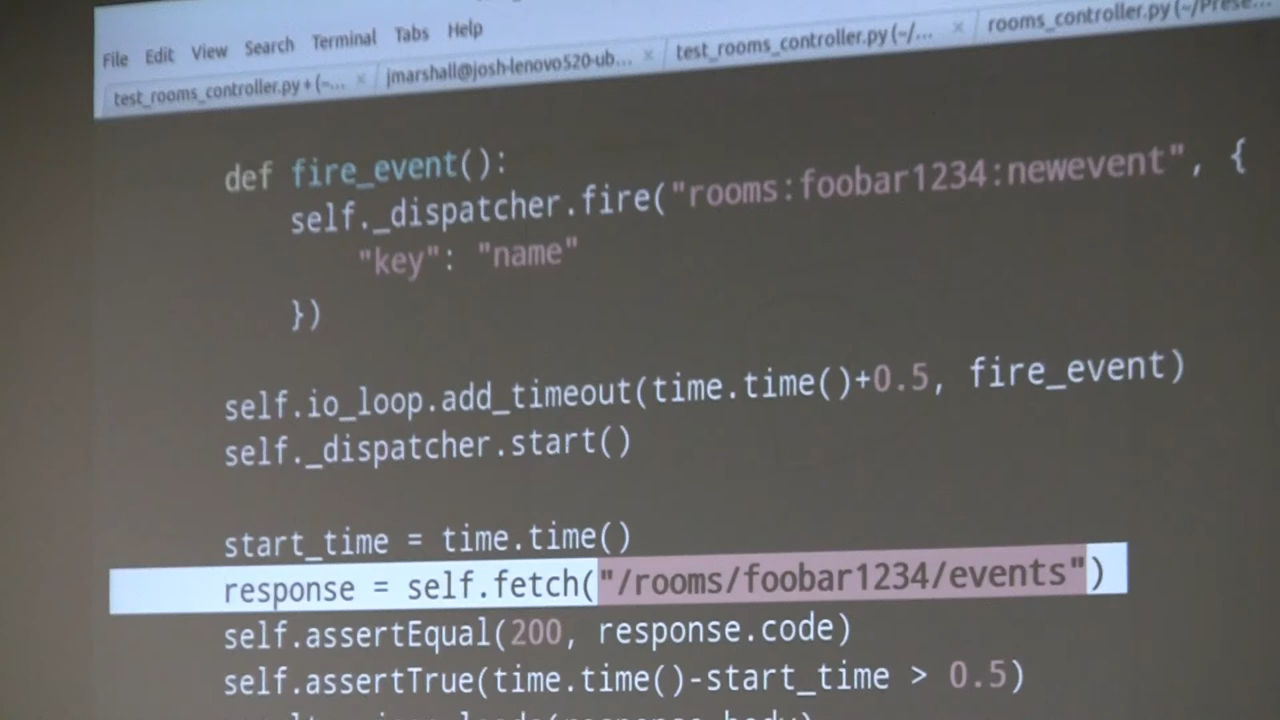 File Edit View Search Terminal Tabs Help
test_rooms_controller.py + (~... × jmarshall@josh-lenovo520-ub... × test_rooms_controller.py (~/... × rooms_controller.py (~/Prese...
def fire_event():
self._dispatcher.fire("rooms:foobar1234:newevent", {
"key": "name"
})
self.io_loop.add_timeout(time.time()+0.5, fire_event)
self._dispatcher.start()
start_time = time.time()
response = self.fetch("/rooms/foobar1234/events")
self.assertEqual(200, response.code)
self.assertTrue(time.time()-start_time > 0.5)